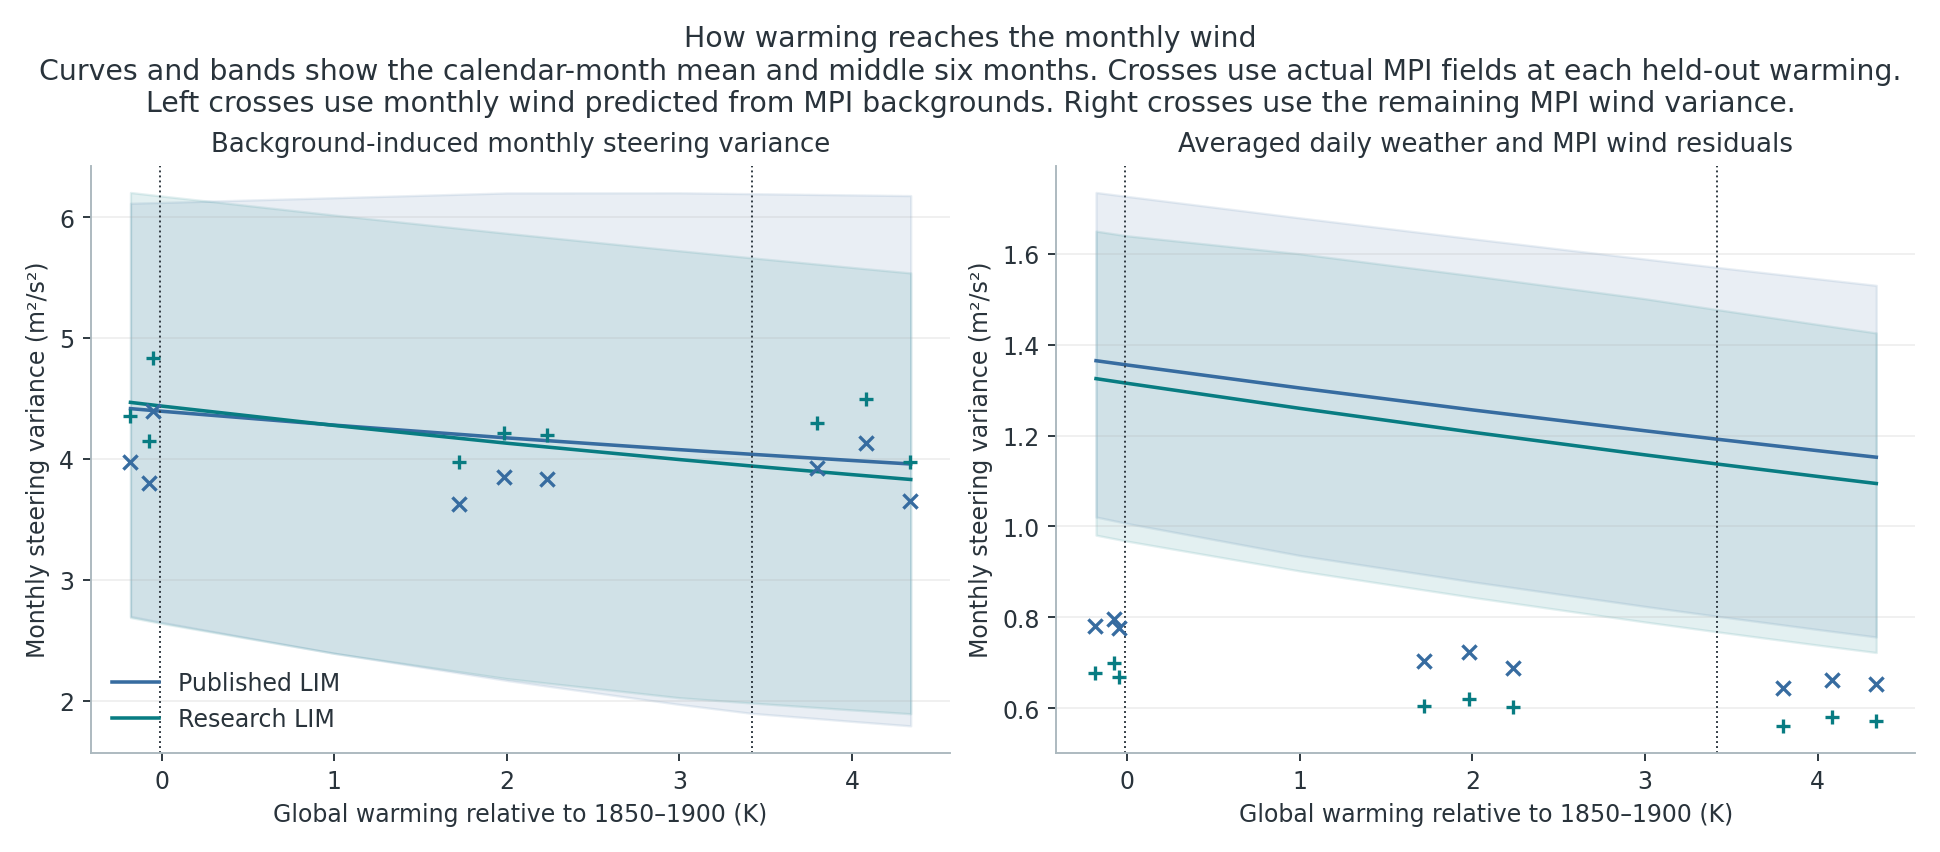 How warming reaches the monthly wind
Curves and bands show the calendar-month mean and middle six months. Crosses use actual MPI fields at each held-out warming.
Left crosses use monthly wind predicted from MPI backgrounds. Right crosses use the remaining MPI wind variance.
Background-induced monthly steering variance
Monthly steering variance (m²/s²)
6
5
4
3
2
Published LIM
Research LIM
0
1
2
3
4
Global warming relative to 1850–1900 (K)
Averaged daily weather and MPI wind residuals
Monthly steering variance (m²/s²)
1.6
1.4
1.2
1.0
0.8
0.6
0
1
2
3
4
Global warming relative to 1850–1900 (K)